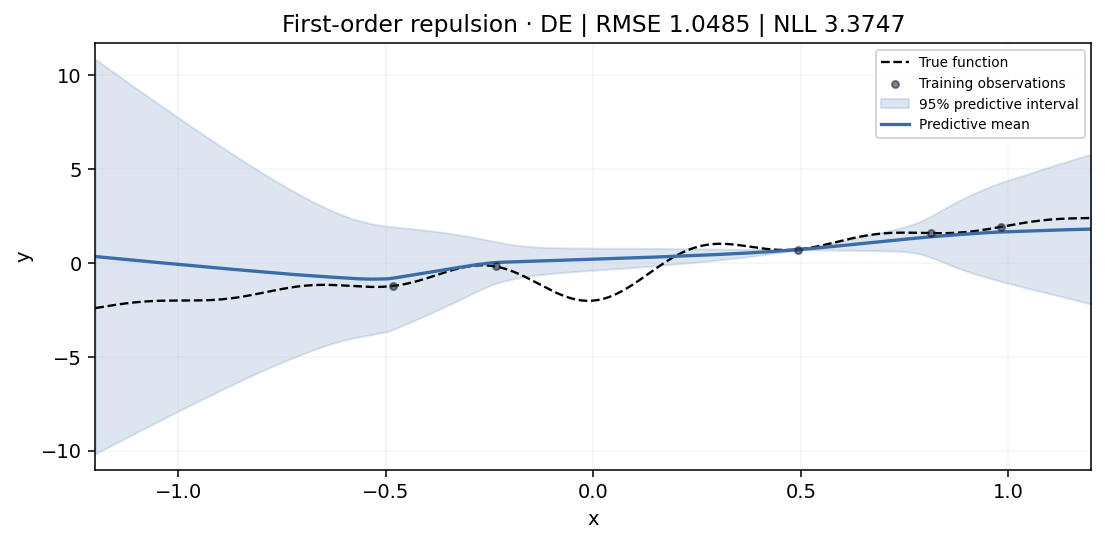 First-order repulsion · DE | RMSE 1.0485 | NLL 3.3747
True function
Training observations
95% predictive interval
Predictive mean
10
5
0
−5
−10
y
−1.0
−0.5
0.0
0.5
1.0
x